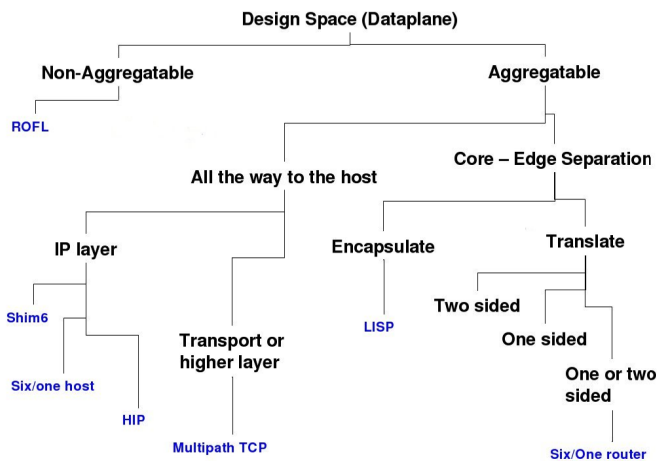 Design Space (Dataplane)
Non-Aggregatable
Aggregatable
ROFL
Core – Edge Separation
All the way to the host
IP layer
Encapsulate
Translate
Shim6
Two sided
LISP
Transport or
higher layer
One sided
Six/one host
One or two
sided
HIP
Multipath TCP
Six/One router